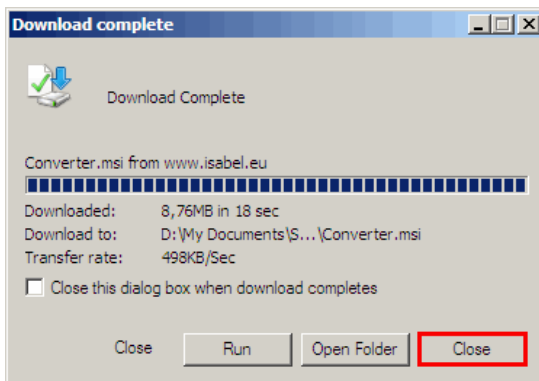 Download complete
Download Complete
Converter.msi from www.isabel.eu
Downloaded: 8,76MB in 18 sec
Download to: D:\My Documents\S...\Converter.msi
Transfer rate: 498KB/Sec
Close this dialog box when download completes
Close Run Open Folder Close